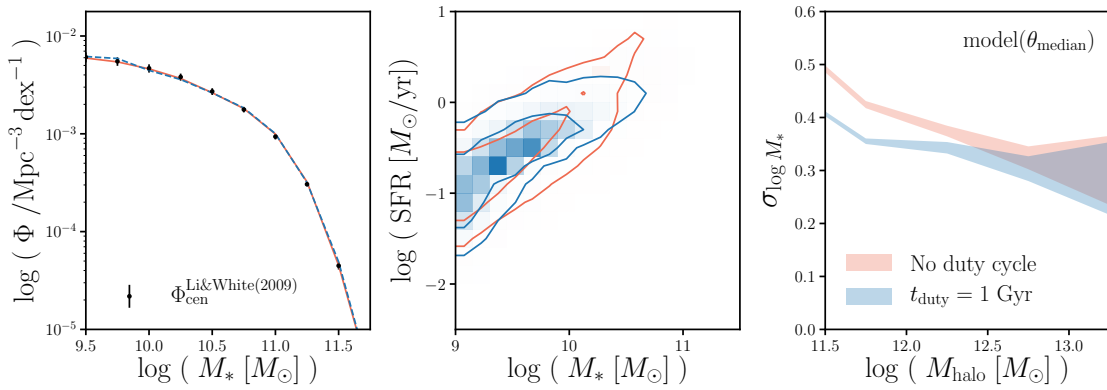 log ( Φ /Mpc⁻³ dex⁻¹ )
10⁻²
10⁻³
10⁻⁴
10⁻⁵
Φ_cen^Li&White(2009)
9.5 10.0 10.5 11.0 11.5
log ( M_* [M_⊙] )
log ( SFR [M_⊙/yr] )
0
−1
−2
9 10 11
log ( M_* [M_⊙] )
σ_log M_*
0.6
0.5
0.4
0.3
0.2
0.1
0.0
model(θ_median)
No duty cycle
t_duty = 1 Gyr
11.5 12.0 12.5 13.0
log ( M_halo [M_⊙] )